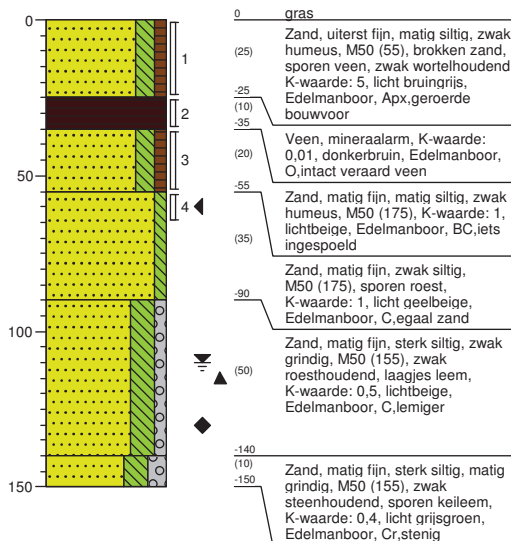 0
50
100
150
1
2
3
4
0 gras
(25)
Zand, uiterst fijn, matig siltig, zwak
humeus, M50 (55), brokken zand,
sporen veen, zwak wortelhoudend,
K-waarde: 5, licht bruingrijs,
Edelmanboor, Apx,geroerde
bouwvoor
-25
(10)
-35
Veen, mineraalarm, K-waarde:
0,01, donkerbruin, Edelmanboor,
O,intact veraard veen
(20)
-55
Zand, matig fijn, matig siltig, zwak
humeus, M50 (175), K-waarde: 1,
lichtbeige, Edelmanboor, BC,iets
ingespoeld
(35)
-90
Zand, matig fijn, zwak siltig,
M50 (175), sporen roest,
K-waarde: 1, licht geelbeige,
Edelmanboor, C,egaal zand
(50)
Zand, matig fijn, sterk siltig, zwak
grindig, M50 (155), zwak
roesthoudend, laagjes leem,
K-waarde: 0,5, lichtbeige,
Edelmanboor, C,lemiger
-140
(10)
-150
Zand, matig fijn, sterk siltig, matig
grindig, M50 (155), zwak
steenhoudend, sporen keileem,
K-waarde: 0,4, licht grijsgroen,
Edelmanboor, Cr,stenig